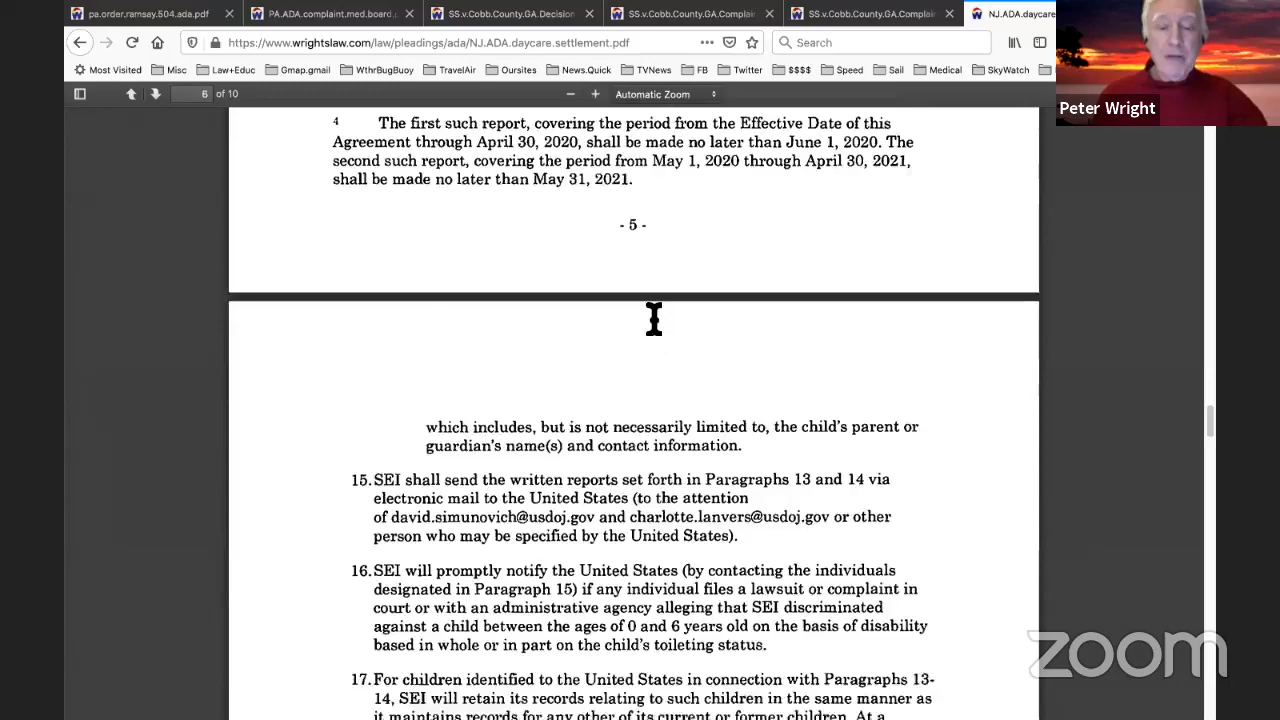 pa.order.ramsay.504.ada.pdf
PA.ADA.complaint.med.board.
SS.v.Cobb.County.GA.Decision
SS.v.Cobb.County.GA.Complai
SS.v.Cobb.County.GA.Complai
NJ.ADA.daycare
https://www.wrightslaw.com/law/pleadings/ada/NJ.ADA.daycare.settlement.pdf
Search
Most Visited Misc Law+Educ Gmap.gmail WthrBugBuoy TravelAir Oursites News.Quick TVNews FB Twitter $$$$ Speed Sail Medical SkyWatch
6 of 10
Automatic Zoom
Peter Wright
4 The first such report, covering the period from the Effective Date of this
Agreement through April 30, 2020, shall be made no later than June 1, 2020. The
second such report, covering the period from May 1, 2020 through April 30, 2021,
shall be made no later than May 31, 2021.
- 5 -
which includes, but is not necessarily limited to, the child's parent or
guardian's name(s) and contact information.
15. SEI shall send the written reports set forth in Paragraphs 13 and 14 via
electronic mail to the United States (to the attention
of david.simunovich@usdoj.gov and charlotte.lanvers@usdoj.gov or other
person who may be specified by the United States).
16. SEI will promptly notify the United States (by contacting the individuals
designated in Paragraph 15) if any individual files a lawsuit or complaint in
court or with an administrative agency alleging that SEI discriminated
against a child between the ages of 0 and 6 years old on the basis of disability
based in whole or in part on the child's toileting status.
17. For children identified to the United States in connection with Paragraphs 13-
14, SEI will retain its records relating to such children in the same manner as
it maintains records for any other of its current or former children. At a
zoom